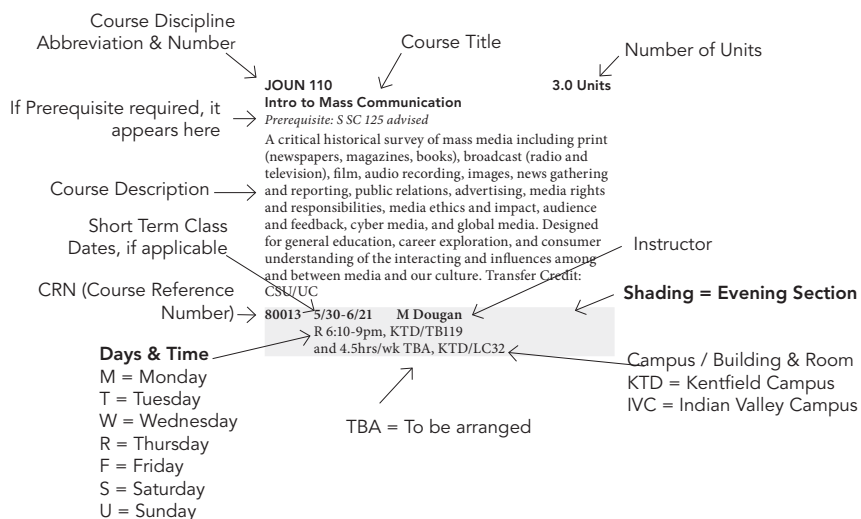 Course Discipline
Abbreviation & Number
Course Title
Number of Units
JOUN 110
3.0 Units
Intro to Mass Communication
If Prerequisite required, it
appears here
Prerequisite: S SC 125 advised
A critical historical survey of mass media including print
(newspapers, magazines, books), broadcast (radio and
television), film, audio recording, images, news gathering
and reporting, public relations, advertising, media rights
and responsibilities, media ethics and impact, audience
and feedback, cyber media, and global media. Designed
for general education, career exploration, and consumer
understanding of the interacting and influences among
and between media and our culture. Transfer Credit:
CSU/UC
Course Description
Short Term Class
Dates, if applicable
Instructor
CRN (Course Reference
Number)
Shading = Evening Section
80013 5/30-6/21 M Dougan
R 6:10-9pm, KTD/TB119
and 4.5hrs/wk TBA, KTD/LC32
Days & Time
M = Monday
T = Tuesday
W = Wednesday
R = Thursday
F = Friday
S = Saturday
U = Sunday
TBA = To be arranged
Campus / Building & Room
KTD = Kentfield Campus
IVC = Indian Valley Campus